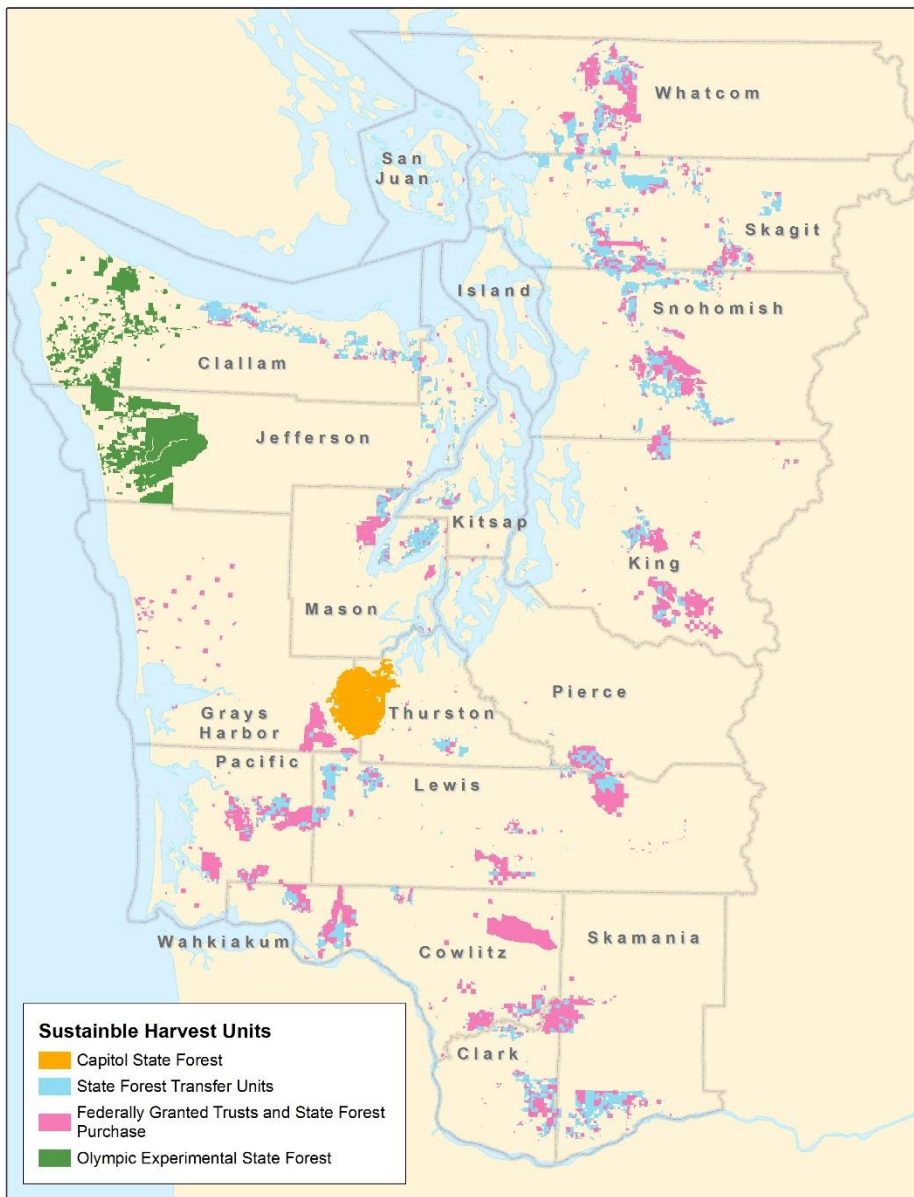 Whatcom
San
Juan
Skagit
Island
Snohomish
Clallam
Jefferson
Kitsap
King
Mason
Pierce
Grays
Harbor
Thurston
Pacific
Lewis
Wahkiakum
Cowlitz
Skamania
Clark
Sustainble Harvest Units
Capitol State Forest
State Forest Transfer Units
Federally Granted Trusts and State Forest
Purchase
Olympic Experimental State Forest